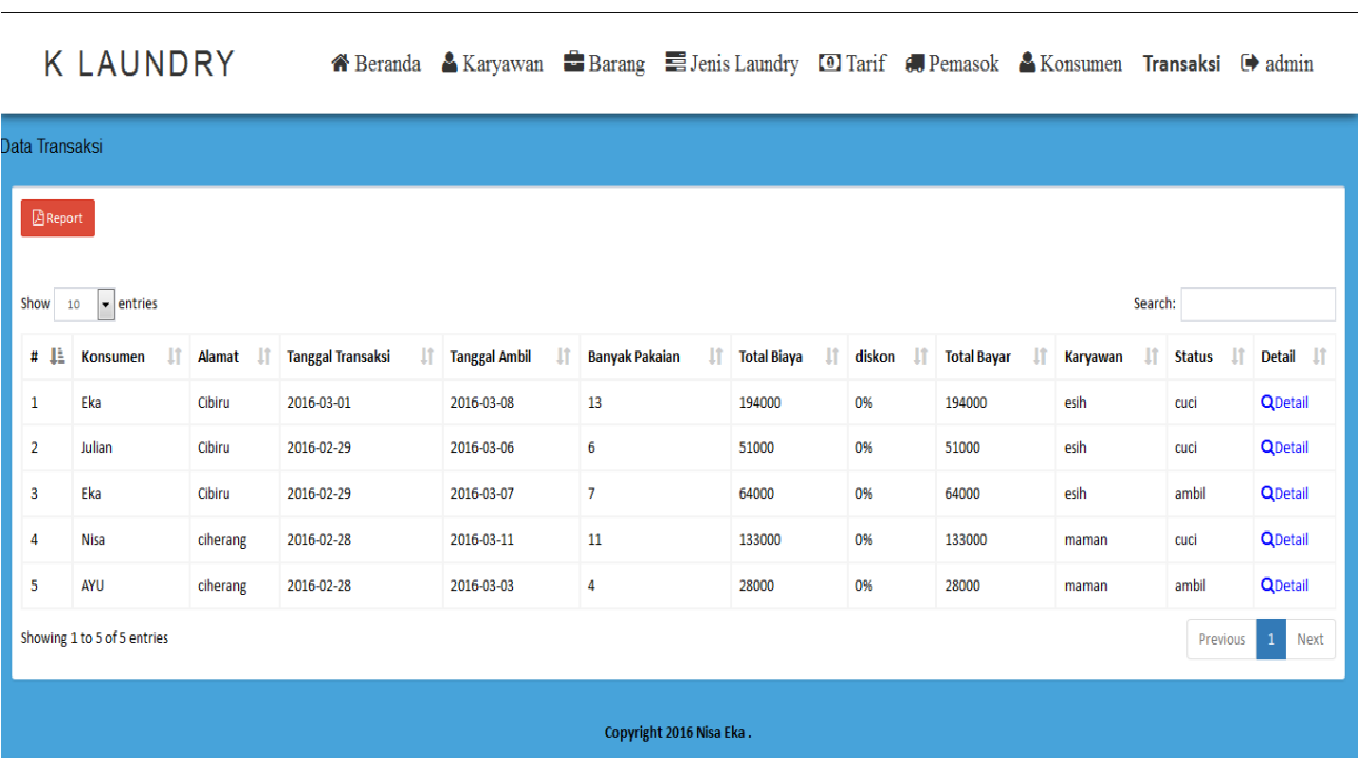 K LAUNDRY Beranda Karyawan Barang Jenis Laundry Tarif Pemasok Konsumen Transaksi admin
Data Transaksi
Report
Show 10 entries Search:
# Konsumen Alamat Tanggal Transaksi Tanggal Ambil Banyak Pakaian Total Biaya diskon Total Bayar Karyawan Status Detail
1 Eka Cibiru 2016-03-01 2016-03-08 13 194000 0% 194000 esih cuci Detail
2 Julian Cibiru 2016-02-29 2016-03-06 6 51000 0% 51000 esih cuci Detail
3 Eka Cibiru 2016-02-29 2016-03-07 7 64000 0% 64000 esih ambil Detail
4 Nisa ciherang 2016-02-28 2016-03-11 11 133000 0% 133000 maman cuci Detail
5 AYU ciherang 2016-02-28 2016-03-03 4 28000 0% 28000 maman ambil Detail
Showing 1 to 5 of 5 entries Previous 1 Next
Copyright 2016 Nisa Eka .